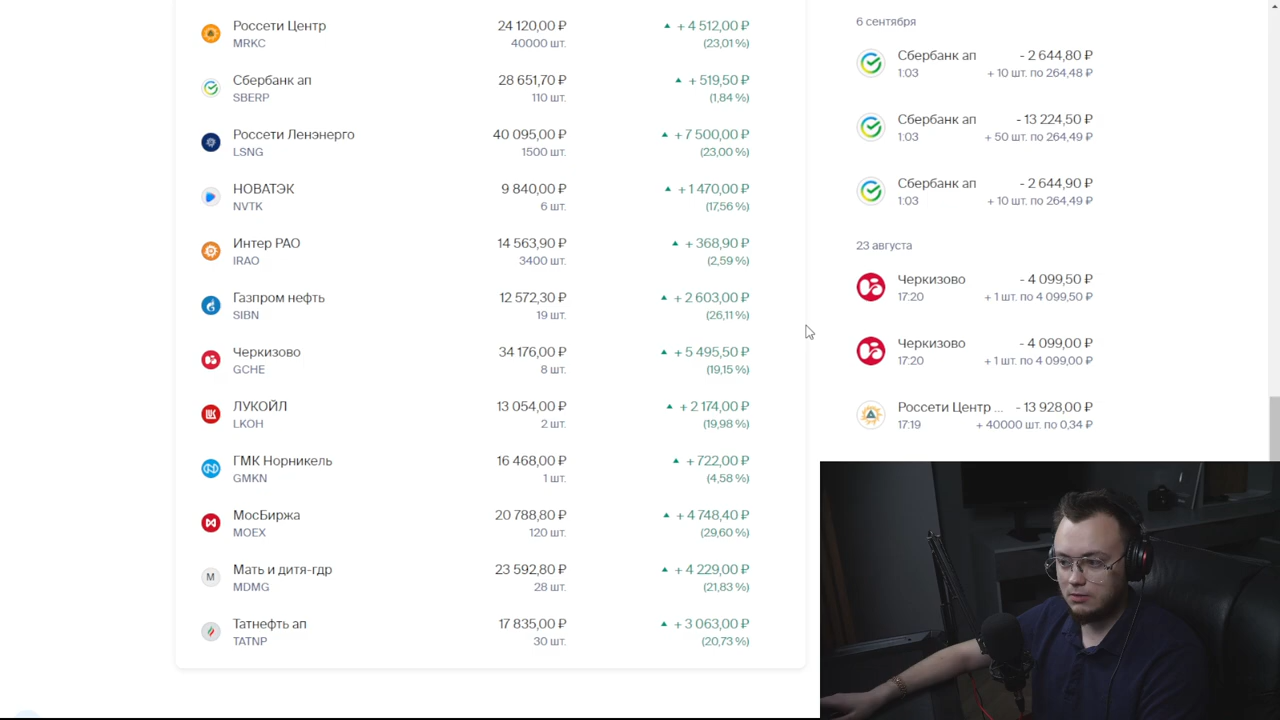 Россети Центр 24 120,00 ₽ + 4 512,00 ₽
MRKC 40000 шт. (23,01 %)
Сбербанк ап 28 651,70 ₽ + 519,50 ₽
SBERP 110 шт. (1,84 %)
Россети Ленэнерго 40 095,00 ₽ + 7 500,00 ₽
LSNG 1500 шт. (23,00 %)
НОВАТЭК 9 840,00 ₽ + 1 470,00 ₽
NVTK 6 шт. (17,56 %)
Интер РАО 14 563,90 ₽ + 368,90 ₽
IRAO 3400 шт. (2,59 %)
Газпром нефть 12 572,30 ₽ + 2 603,00 ₽
SIBN 19 шт. (26,11 %)
Черкизово 34 176,00 ₽ + 5 495,50 ₽
GCHE 8 шт. (19,15 %)
ЛУКОЙЛ 13 054,00 ₽ + 2 174,00 ₽
LKOH 2 шт. (19,98 %)
ГМК Норникель 16 468,00 ₽ + 722,00 ₽
GMKN 1 шт. (4,58 %)
МосБиржа 20 788,80 ₽ + 4 748,40 ₽
MOEX 120 шт. (29,60 %)
М Мать и дитя-гдр 23 592,80 ₽ + 4 229,00 ₽
MDMG 28 шт. (21,83 %)
Татнефть ап 17 835,00 ₽ + 3 063,00 ₽
TATNP 30 шт. (20,73 %)
6 сентября
Сбербанк ап - 2 644,80 ₽
1:03 + 10 шт. по 264,48 ₽
Сбербанк ап - 13 224,50 ₽
1:03 + 50 шт. по 264,49 ₽
Сбербанк ап - 2 644,90 ₽
1:03 + 10 шт. по 264,49 ₽
23 августа
Черкизово - 4 099,50 ₽
17:20 + 1 шт. по 4 099,50 ₽
Черкизово - 4 099,00 ₽
17:20 + 1 шт. по 4 099,00 ₽
Россети Центр ... - 13 928,00 ₽
17:19 + 40000 шт. по 0,34 ₽